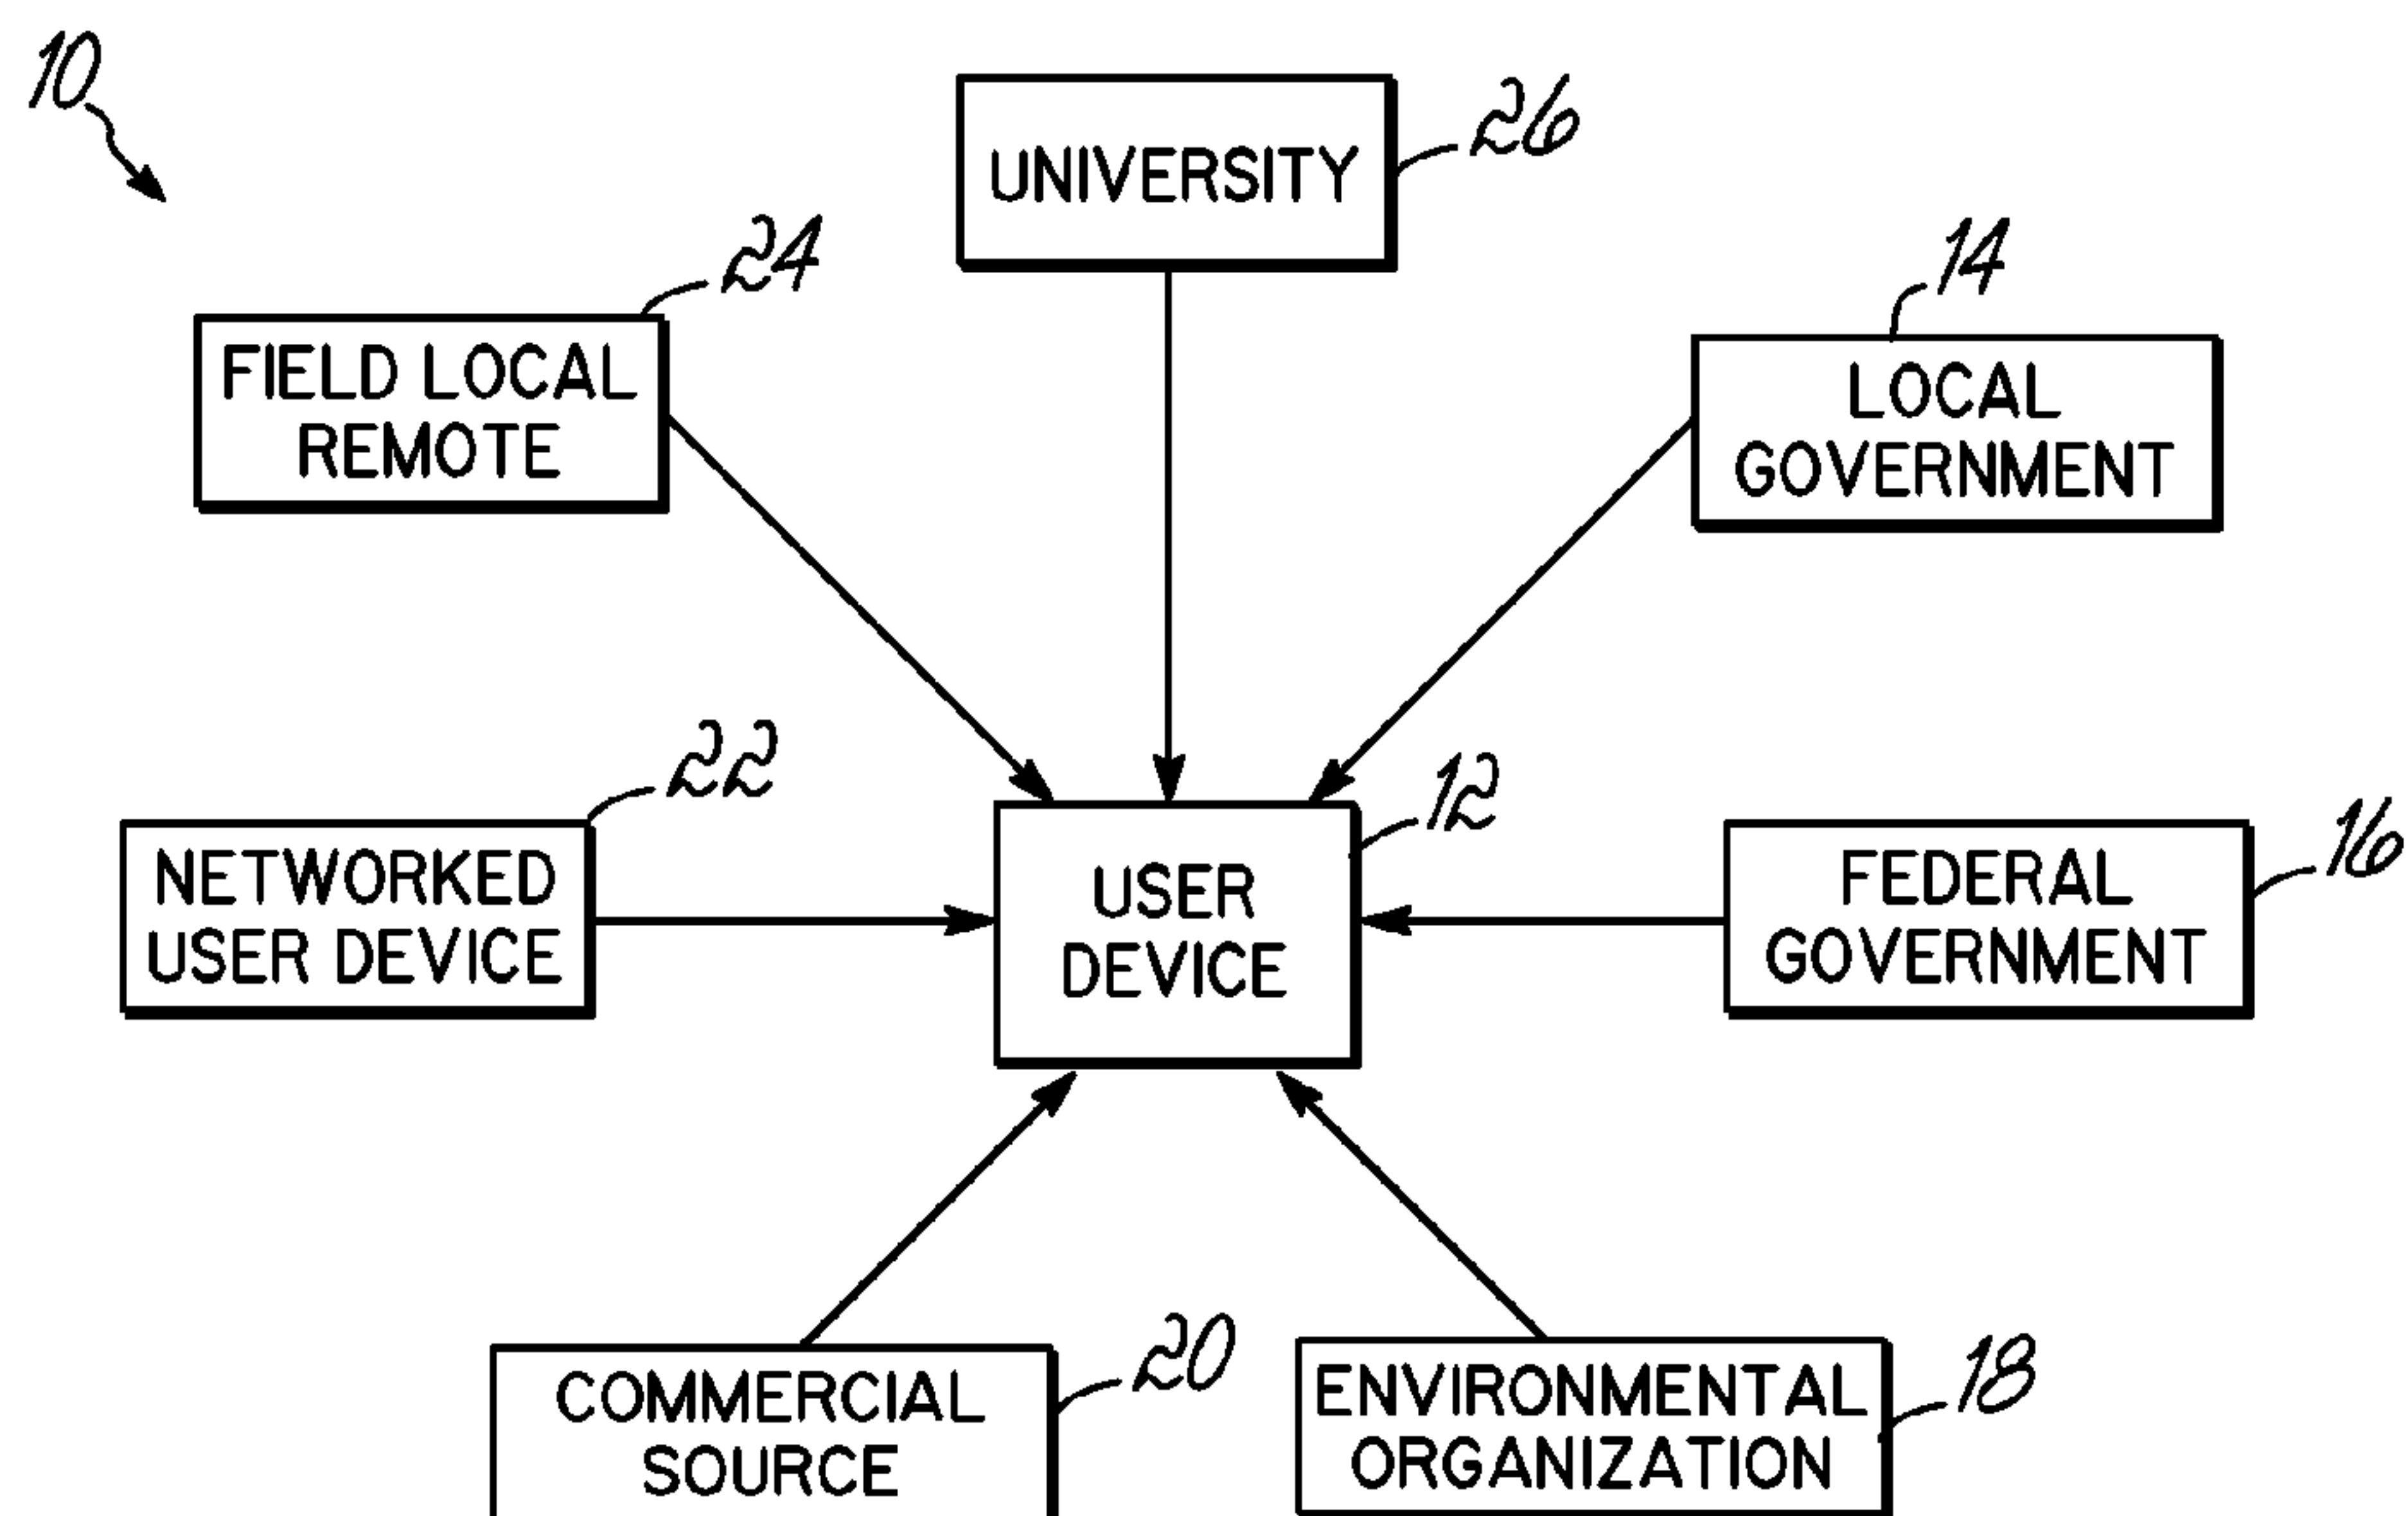 10
UNIVERSITY
26
24
14
FIELD LOCAL
REMOTE
LOCAL
GOVERNMENT
22
12
16
NETWORKED
USER DEVICE
USER
DEVICE
FEDERAL
GOVERNMENT
20
18
COMMERCIAL
SOURCE
ENVIRONMENTAL
ORGANIZATION